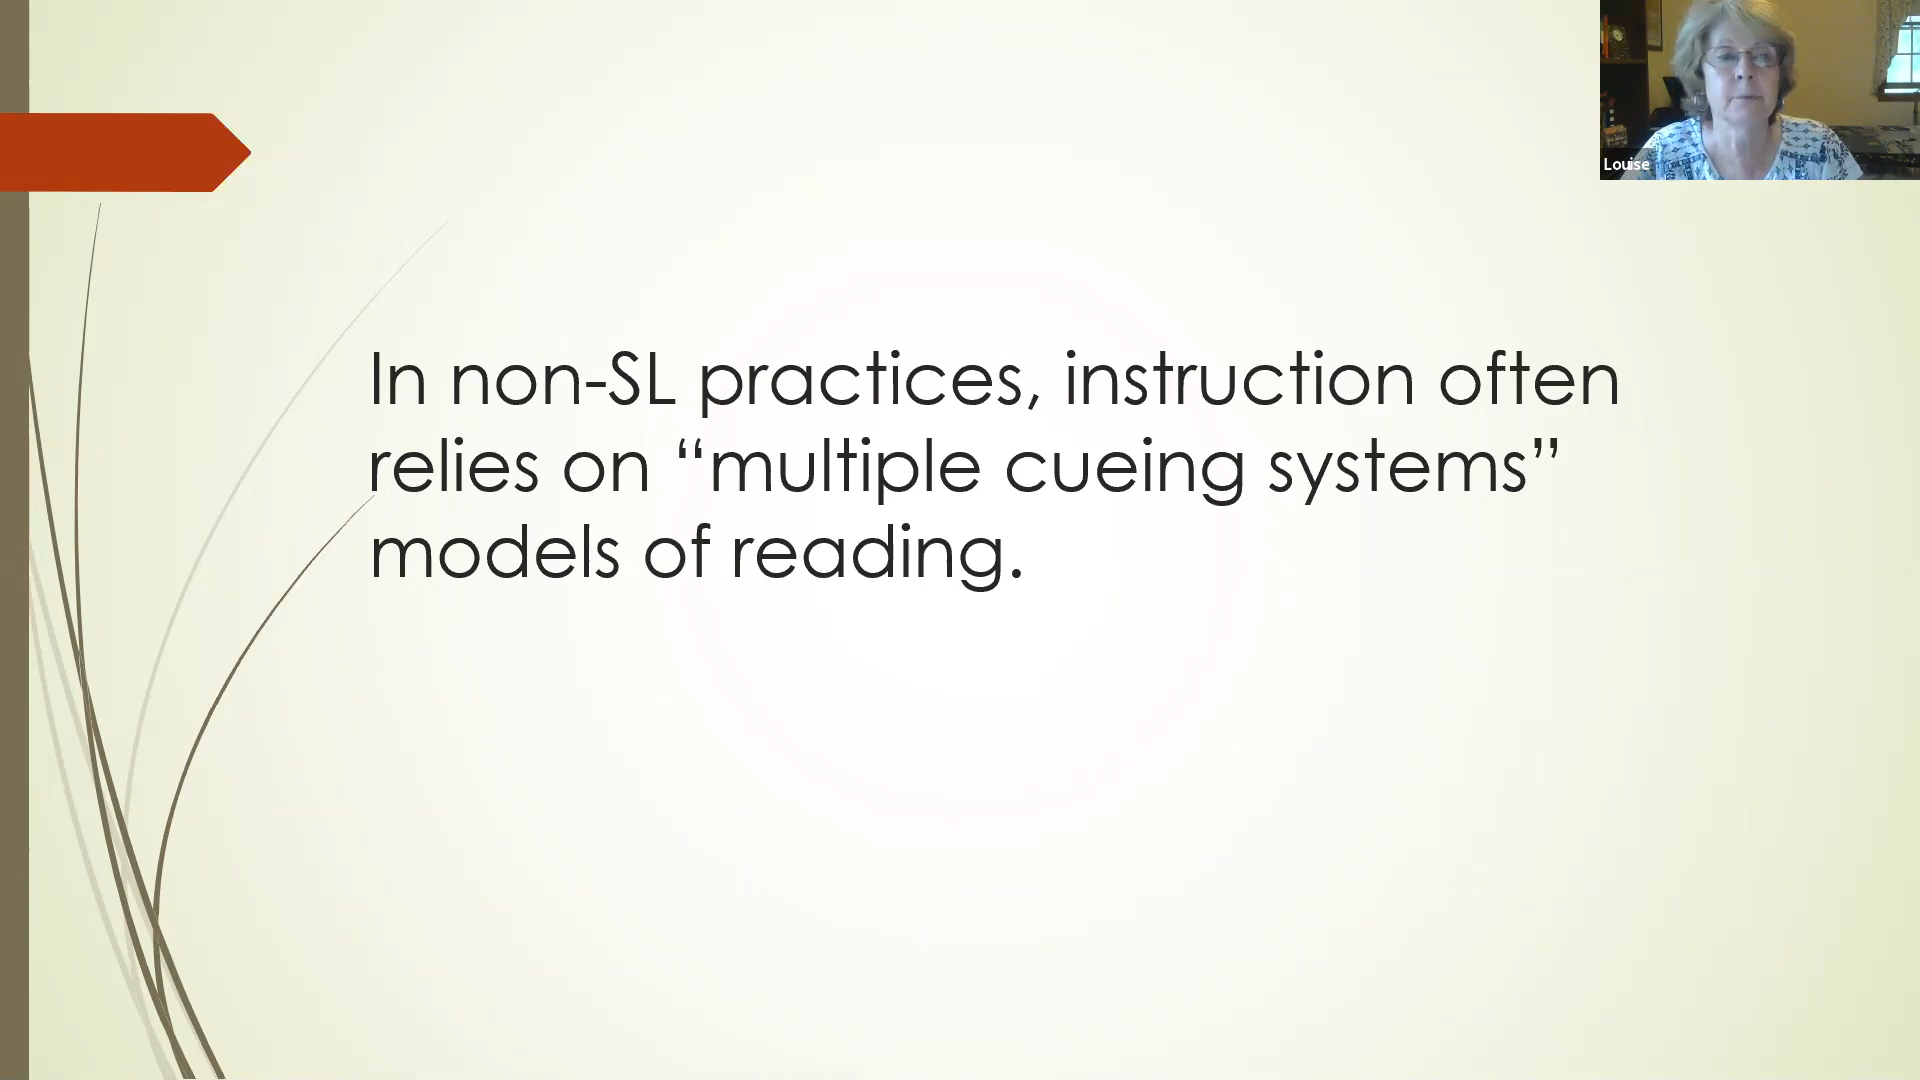 Louise
In non-SL practices, instruction often
relies on “multiple cueing systems”
models of reading.